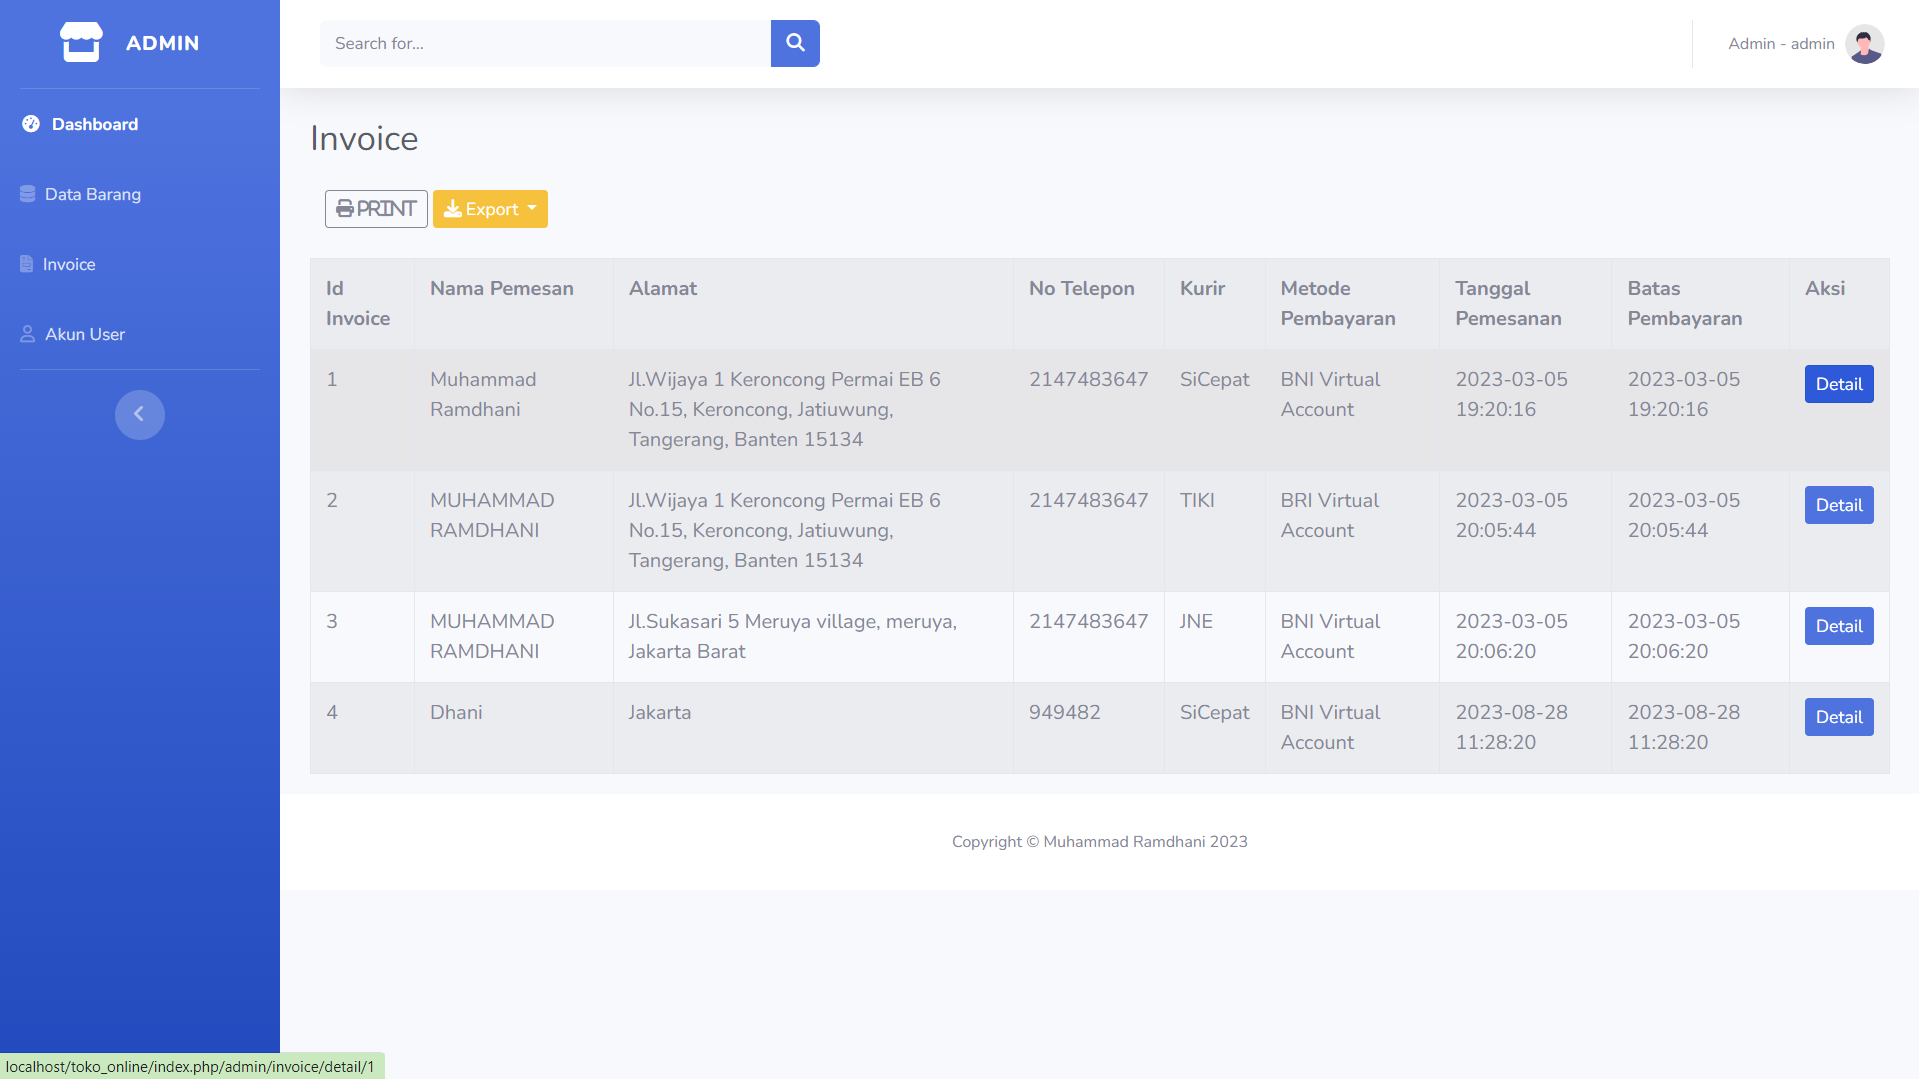 ADMIN
Search for...
Admin - admin
Dashboard
Data Barang
Invoice
Akun User
Invoice
PRINT
Export
Id Invoice
Nama Pemesan
Alamat
No Telepon
Kurir
Metode Pembayaran
Tanggal Pemesanan
Batas Pembayaran
Aksi
1
Muhammad
Ramdhani
Jl.Wijaya 1 Keroncong Permai EB 6
No.15, Keroncong, Jatiuwung,
Tangerang, Banten 15134
2147483647
SiCepat
BNI Virtual
Account
2023-03-05
19:20:16
2023-03-05
19:20:16
Detail
2
MUHAMMAD
RAMDHANI
Jl.Wijaya 1 Keroncong Permai EB 6
No.15, Keroncong, Jatiuwung,
Tangerang, Banten 15134
2147483647
TIKI
BRI Virtual
Account
2023-03-05
20:05:44
2023-03-05
20:05:44
Detail
3
MUHAMMAD
RAMDHANI
Jl.Sukasari 5 Meruya village, meruya,
Jakarta Barat
2147483647
JNE
BNI Virtual
Account
2023-03-05
20:06:20
2023-03-05
20:06:20
Detail
4
Dhani
Jakarta
949482
SiCepat
BNI Virtual
Account
2023-08-28
11:28:20
2023-08-28
11:28:20
Detail
Copyright © Muhammad Ramdhani 2023
localhost/toko_online/index.php/admin/invoice/detail/1